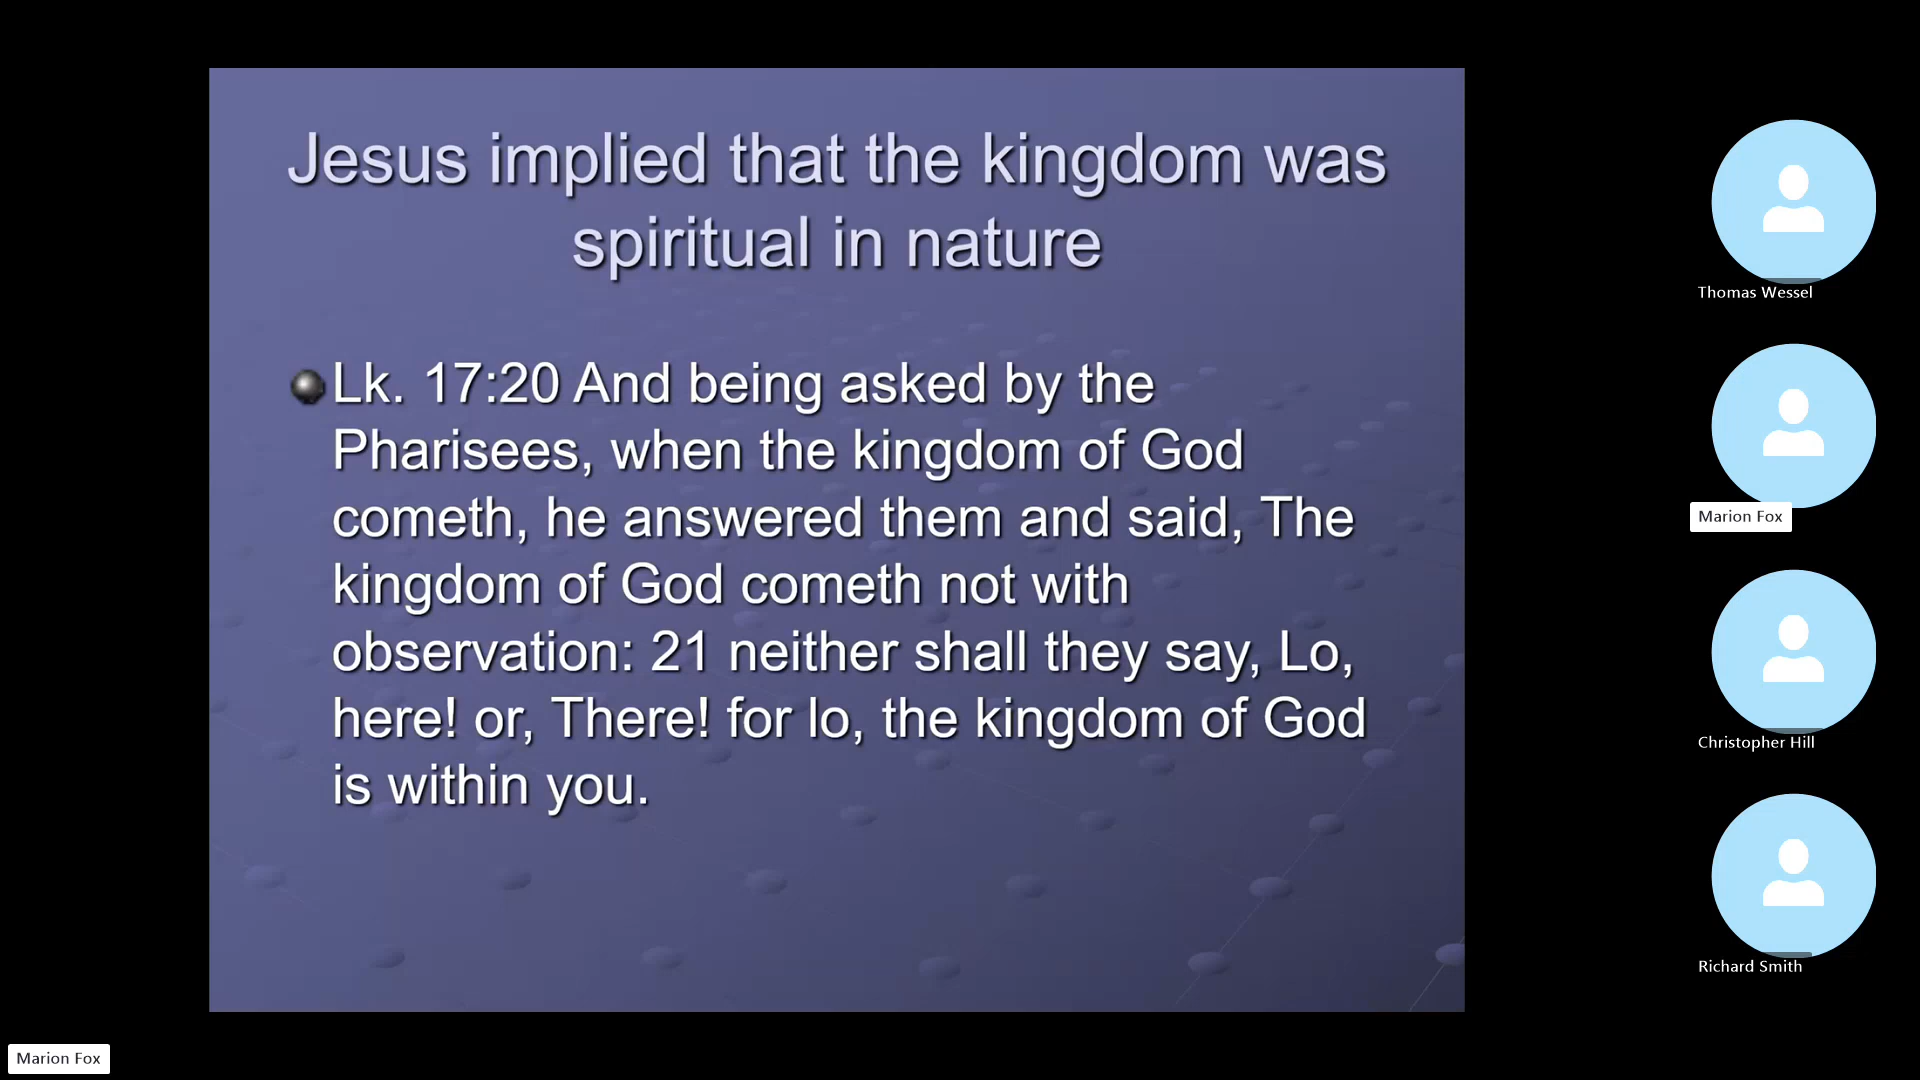 Jesus implied that the kingdom was
spiritual in nature
Lk. 17:20 And being asked by the
Pharisees, when the kingdom of God
cometh, he answered them and said, The
kingdom of God cometh not with
observation: 21 neither shall they say, Lo,
here! or, There! for lo, the kingdom of God
is within you.
Thomas Wessel
Marion Fox
Christopher Hill
Richard Smith
Marion Fox